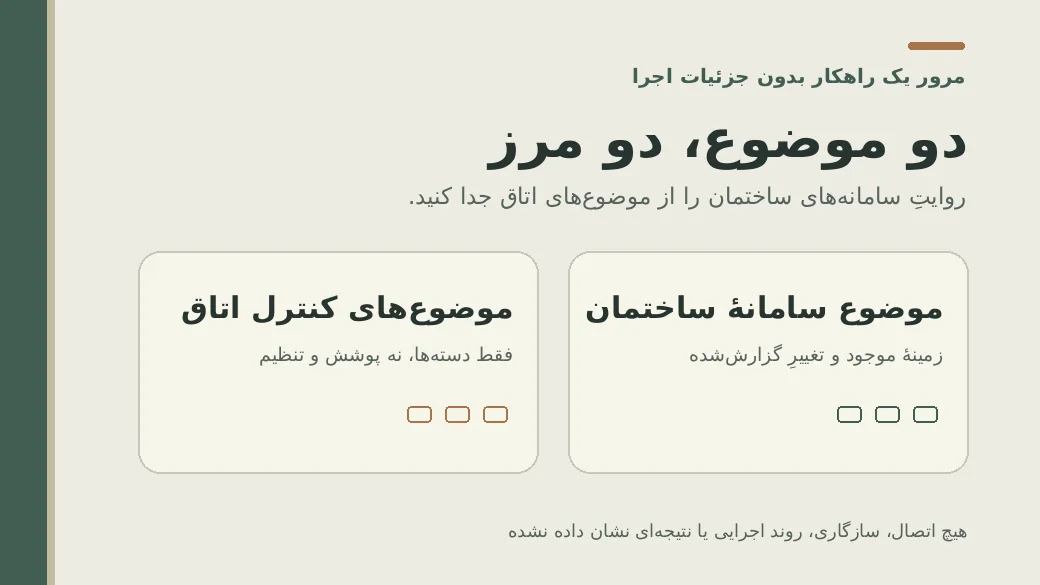 مرور یک راهکار بدون جزئیات اجرا
دو موضوع، دو مرز
روایتِ سامانه‌های ساختمان را از موضوع‌های اتاق جدا کنید.
موضوع سامانهٔ ساختمان
زمینهٔ موجود و تغییرِ گزارش‌شده
موضوع‌های کنترل اتاق
فقط دسته‌ها، نه پوشش و تنظیم
هیچ اتصال، سازگاری، روند اجرایی یا نتیجه‌ای نشان داده نشده